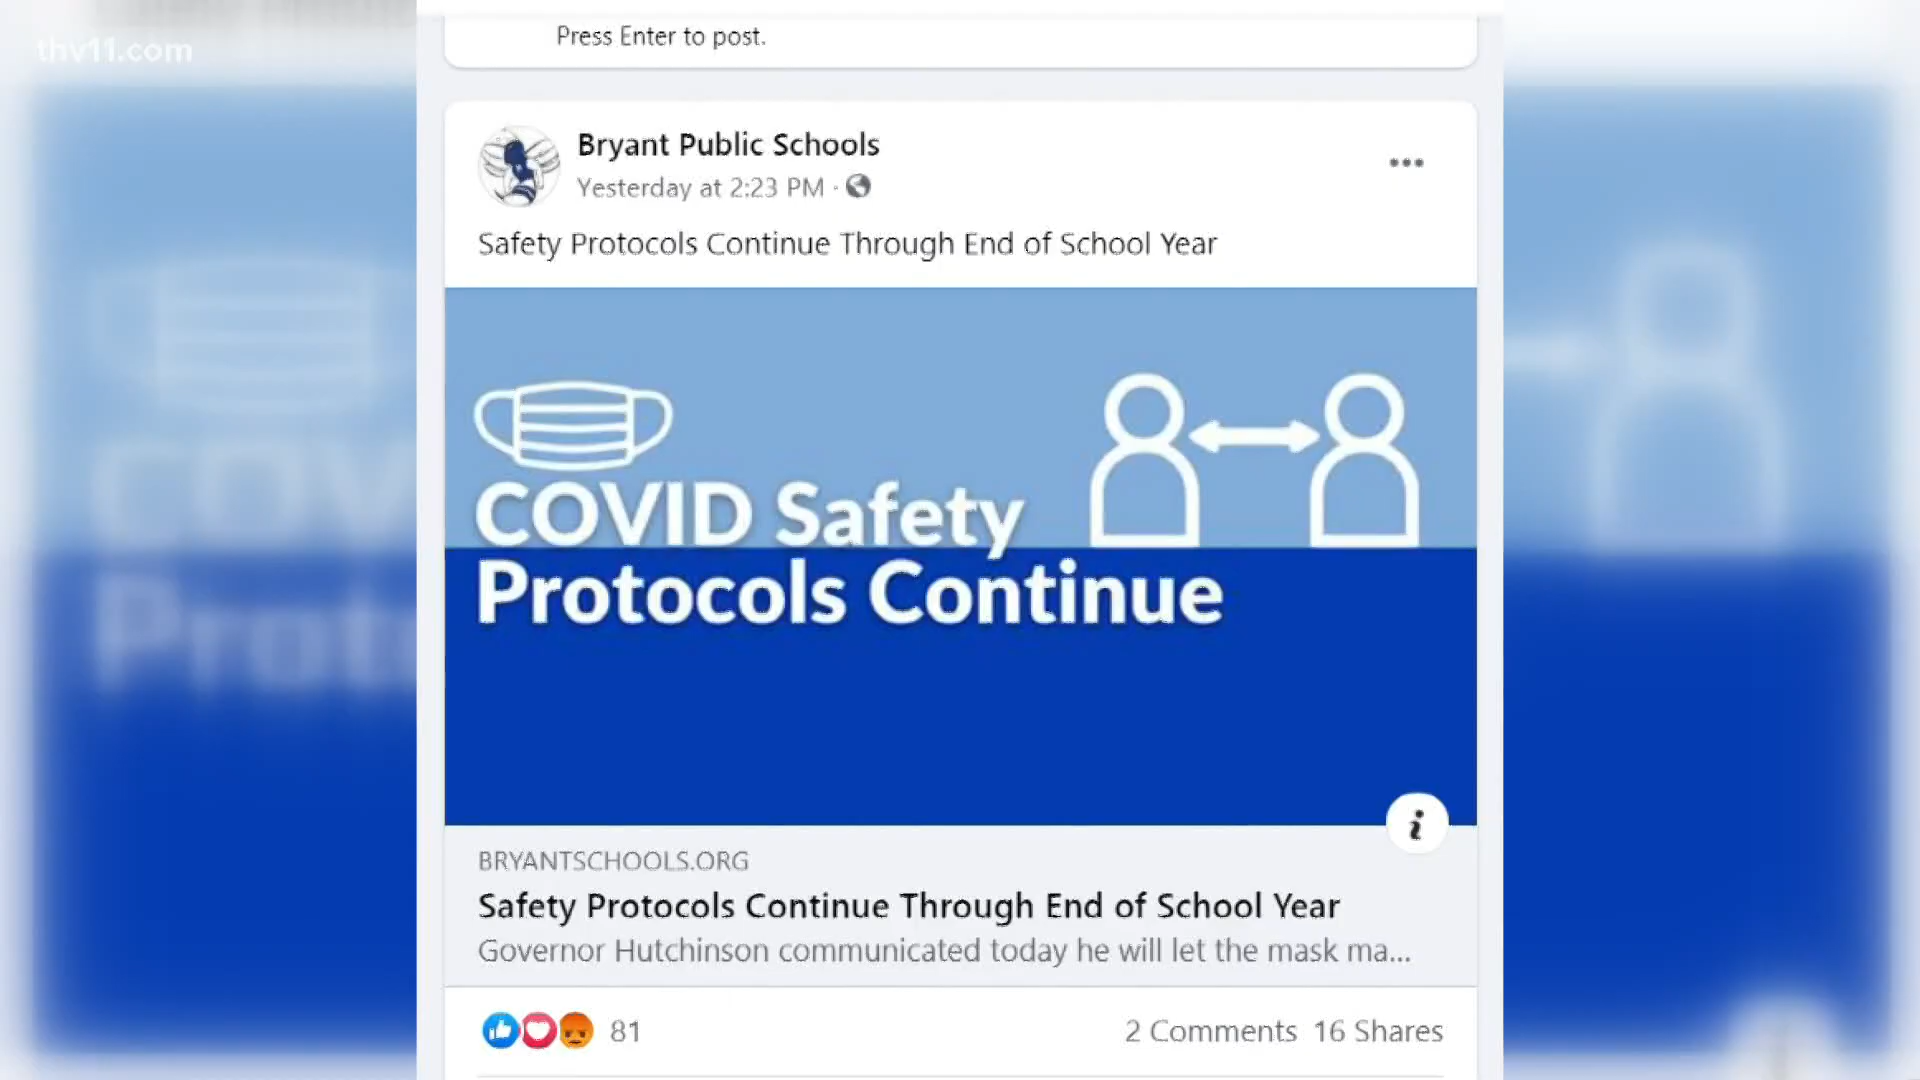 thv11.com
Press Enter to post.
Bryant Public Schools
Yesterday at 2:23 PM ·
Safety Protocols Continue Through End of School Year
COVID Safety
Protocols Continue
i
BRYANTSCHOOLS.ORG
Safety Protocols Continue Through End of School Year
Governor Hutchinson communicated today he will let the mask ma...
81
2 Comments 16 Shares